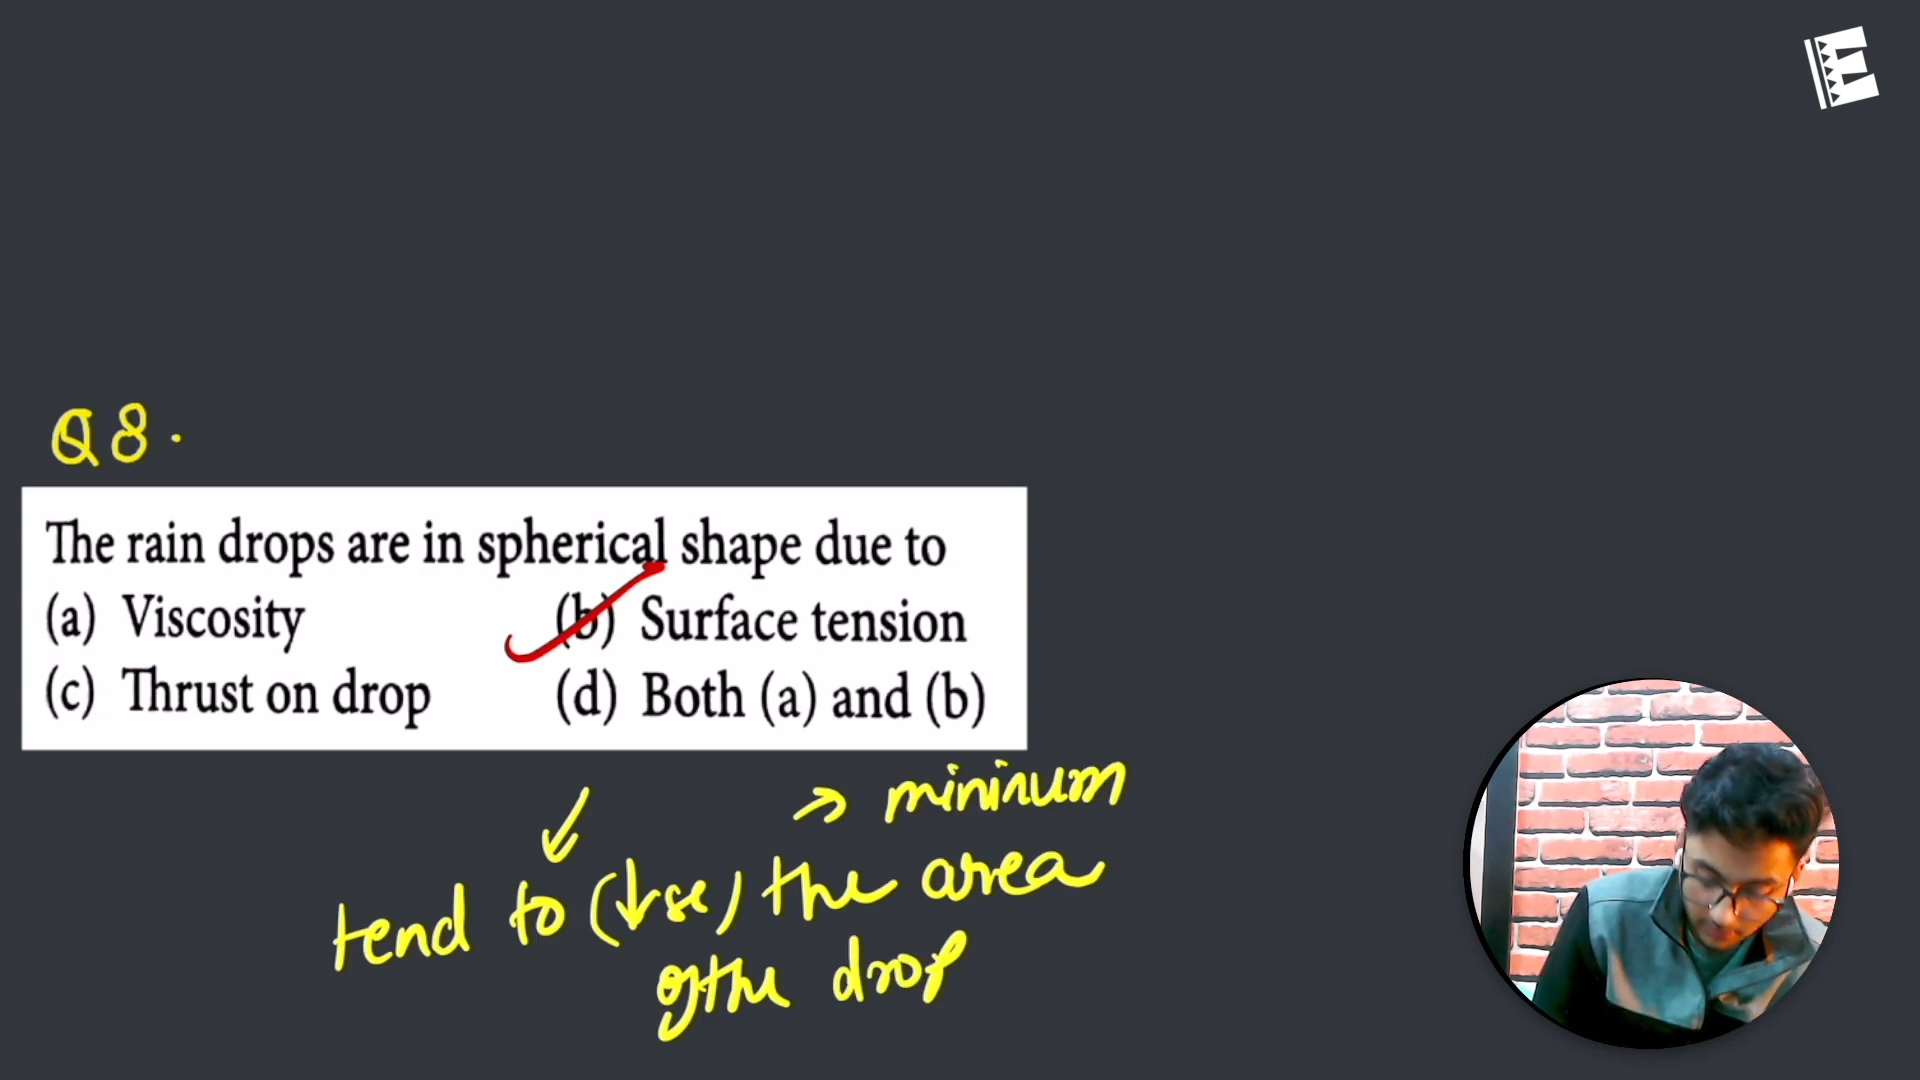 Q8.
The rain drops are in spherical shape due to
(a) Viscosity (b) Surface tension
(c) Thrust on drop (d) Both (a) and (b)
↙ → minimum
tend to (↓se) the area
of the drop